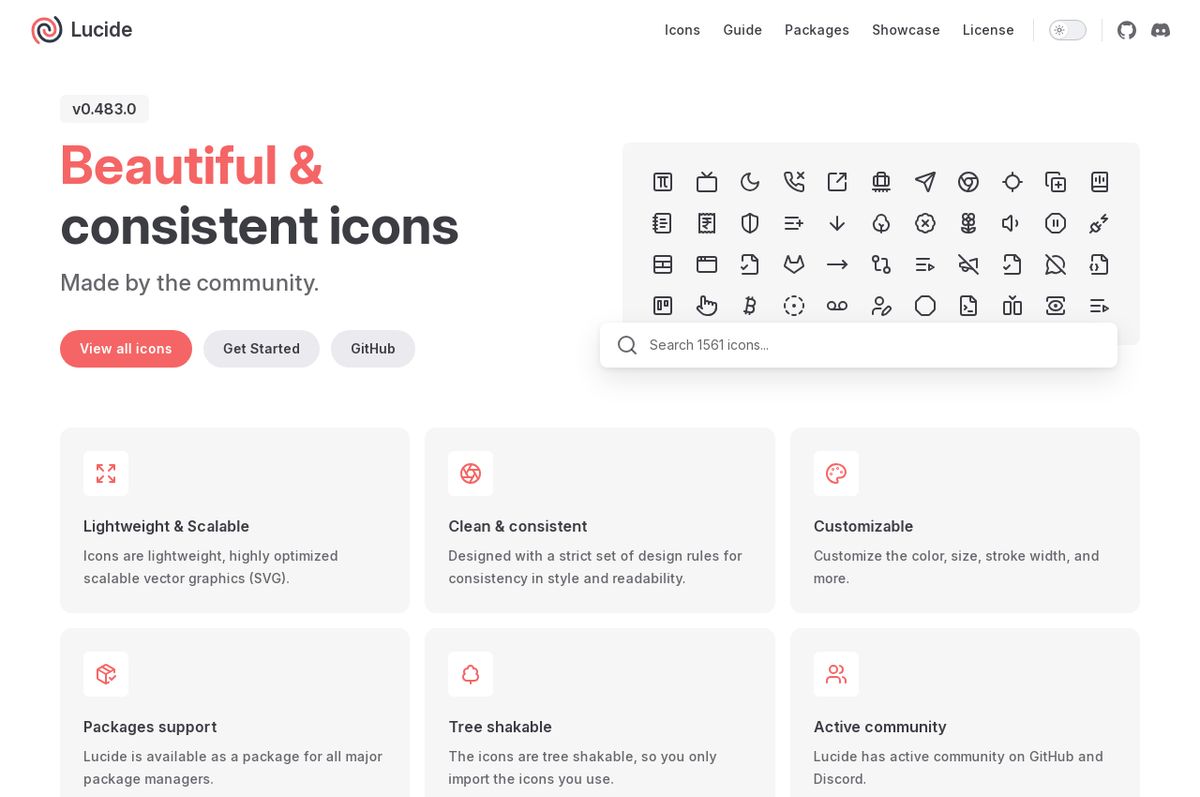 Lucide
Icons
Guide
Packages
Showcase
License
v0.483.0
Beautiful &
consistent icons
Made by the community.
View all icons
Get Started
GitHub
Search 1561 icons...
Lightweight & Scalable
Icons are lightweight, highly optimized
scalable vector graphics (SVG).
Clean & consistent
Designed with a strict set of design rules for
consistency in style and readability.
Customizable
Customize the color, size, stroke width, and
more.
Packages support
Lucide is available as a package for all major
package managers.
Tree shakable
The icons are tree shakable, so you only
import the icons you use.
Active community
Lucide has active community on GitHub and
Discord.